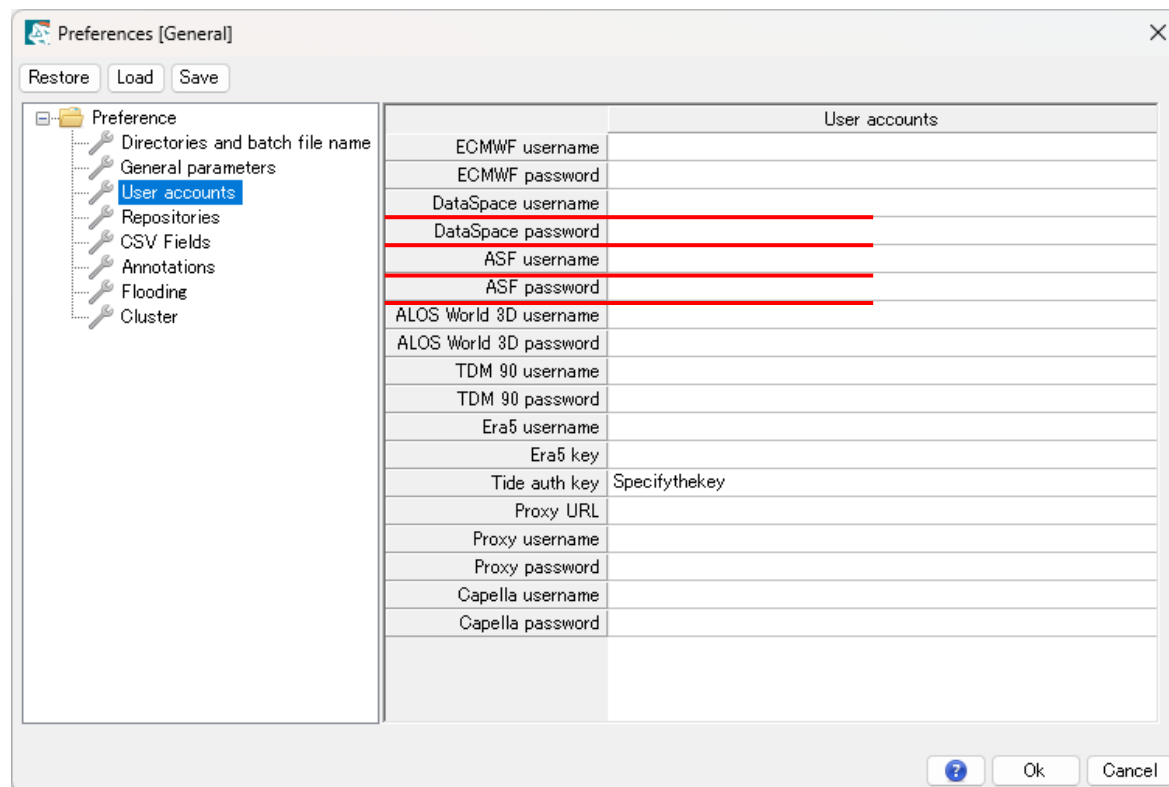 Preferences [General]
Restore Load Save
Preference
Directories and batch file name
General parameters
User accounts
Repositories
CSV Fields
Annotations
Flooding
Cluster
User accounts
ECMWF username
ECMWF password
DataSpace username
DataSpace password
ASF username
ASF password
ALOS World 3D username
ALOS World 3D password
TDM 90 username
TDM 90 password
Era5 username
Era5 key
Tide auth key Specifythekey
Proxy URL
Proxy username
Proxy password
Capella username
Capella password
? Ok Cancel